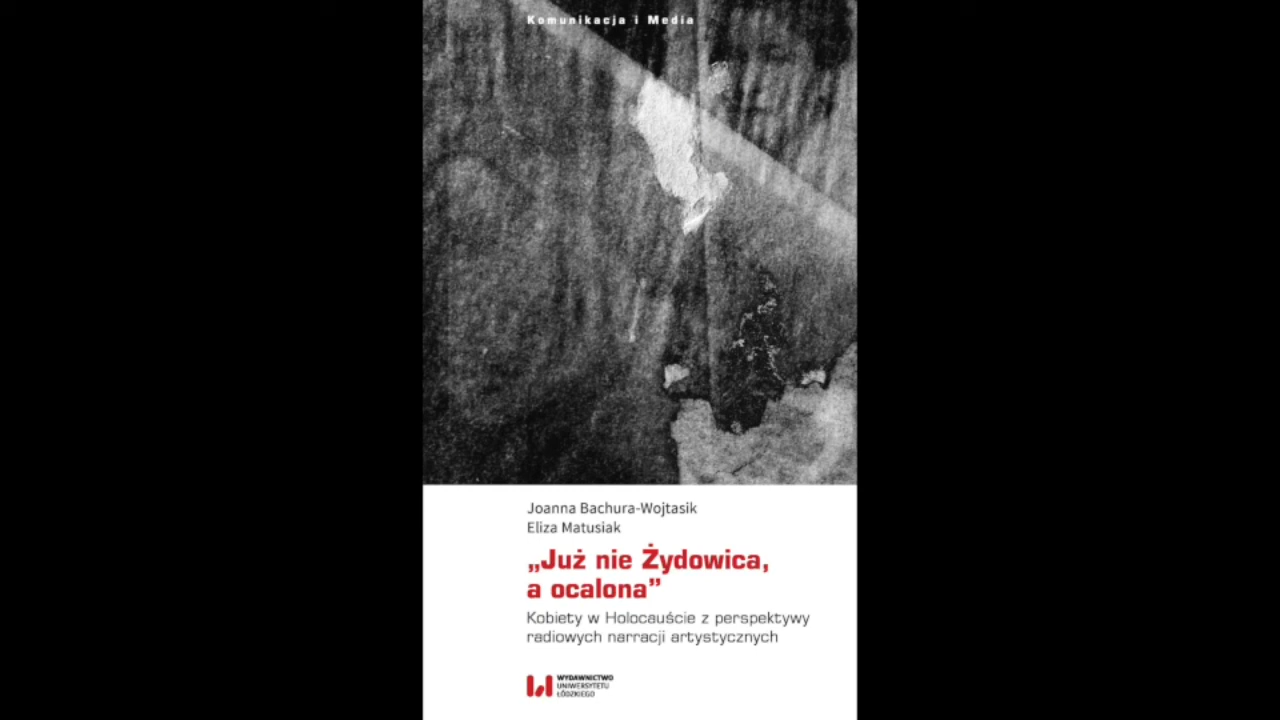 Komunikacja i Media
Joanna Bachura-Wojtasik
Eliza Matusiak
„Już nie Żydowica,
a ocalona”
Kobiety w Holocauście z perspektywy
radiowych narracji artystycznych
WYDAWNICTWO
UNIWERSYTETU
ŁÓDZKIEGO